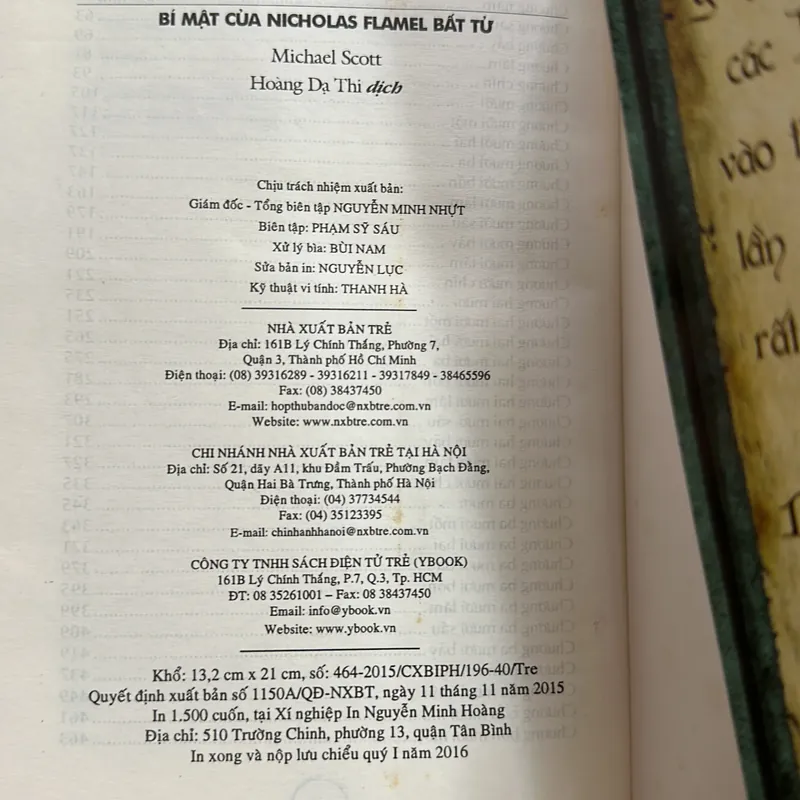 BÍ MẬT CỦA NICHOLAS FLAMEL BẤT TỬ
Michael Scott
Hoàng Dạ Thi dịch
Chịu trách nhiệm xuất bản:
Giám đốc - Tổng biên tập NGUYỄN MINH NHỰT
Biên tập: PHẠM SỸ SÁU
Xử lý bìa: BÙI NAM
Sửa bản in: NGUYỄN LỰC
Kỹ thuật vi tính: THANH HÀ
NHÀ XUẤT BẢN TRẺ
Địa chỉ: 161B Lý Chính Thắng, Phường 7,
Quận 3, Thành phố Hồ Chí Minh
Điện thoại: (08) 39316289 - 39316211 - 39317849 - 38465596
Fax: (08) 38437450
E-mail: hopthubandoc@nxbtre.com.vn
Website: www.nxbtre.com.vn
CHI NHÁNH NHÀ XUẤT BẢN TRẺ TẠI HÀ NỘI
Địa chỉ: Số 21, dãy A11, khu Đầm Trấu, Phường Bạch Đằng,
Quận Hai Bà Trưng, Thành phố Hà Nội
Điện thoại: (04) 37734544
Fax: (04) 35123395
E-mail: chinhanhhanoi@nxbtre.com.vn
CÔNG TY TNHH SÁCH ĐIỆN TỬ TRẺ (YBOOK)
161B Lý Chính Thắng, P.7, Q.3, Tp. HCM
ĐT: 08 35261001 – Fax: 08 38437450
Email: info@ybook.vn
Website: www.ybook.vn
Khổ: 13,2 cm x 21 cm, số: 464-2015/CXBIPH/196-40/Tre
Quyết định xuất bản số 1150A/QĐ-NXBT, ngày 11 tháng 11 năm 2015
In 1.500 cuốn, tại Xí nghiệp In Nguyễn Minh Hoàng
Địa chỉ: 510 Trường Chinh, phường 13, quận Tân Bình
In xong và nộp lưu chiểu quý I năm 2016
các
vào
lần
rất